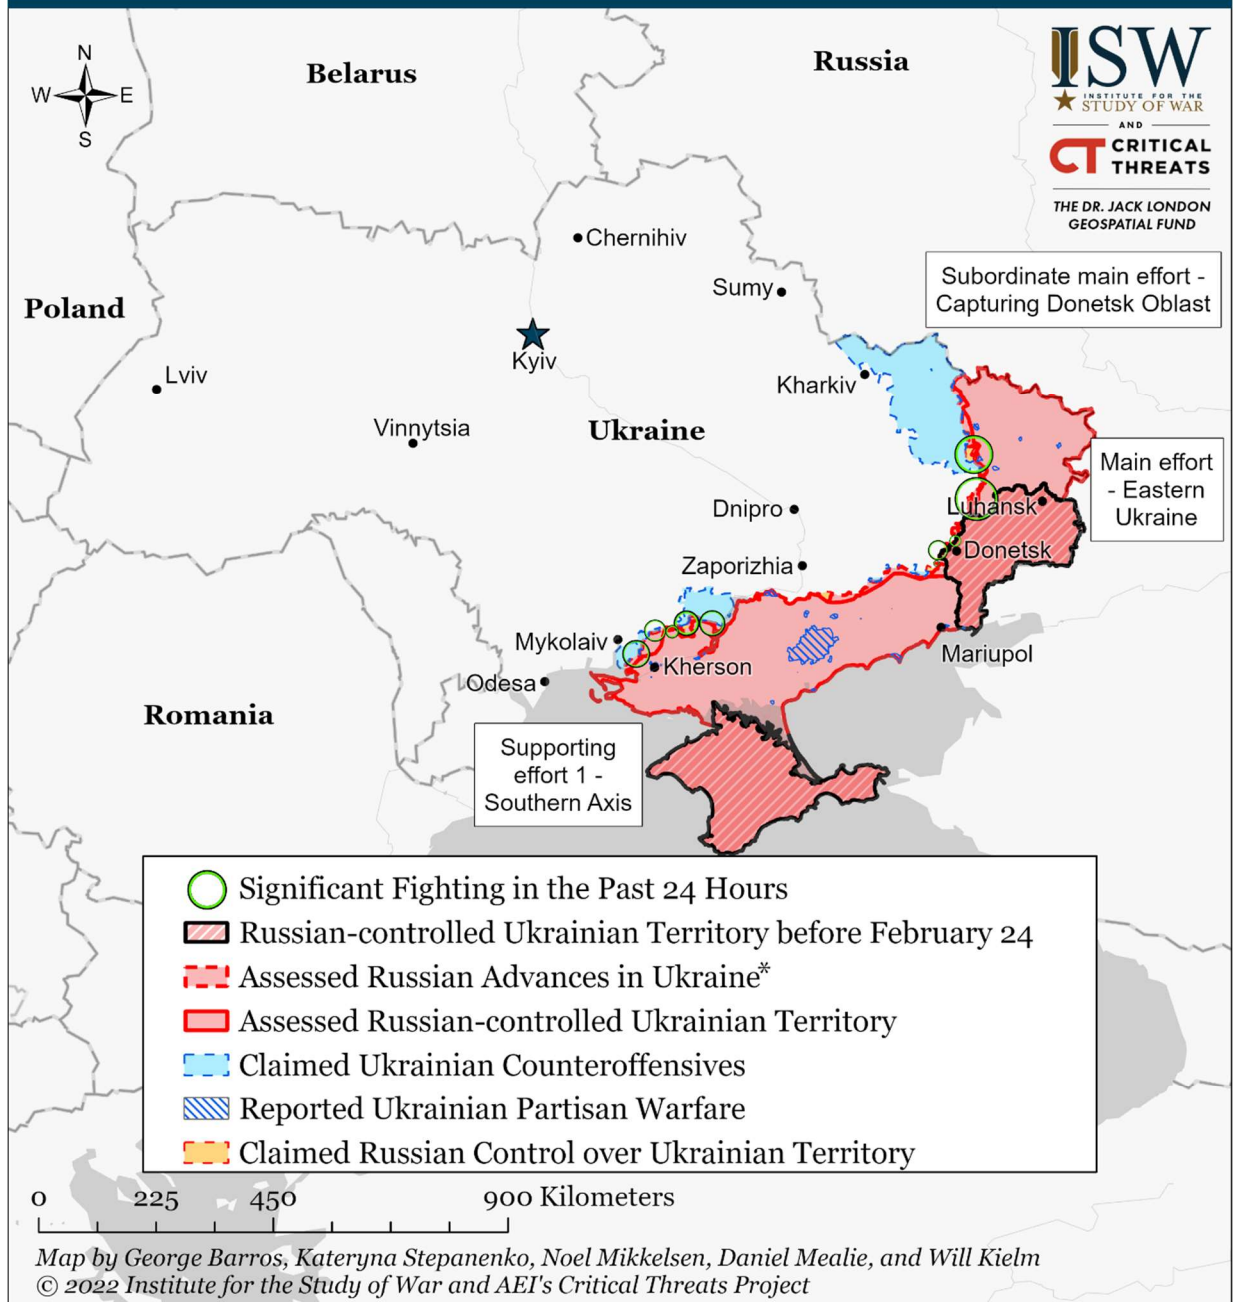 N
W E
S
Belarus
Russia
ISW
INSTITUTE FOR THE
STUDY OF WAR
AND
CT CRITICAL
THREATS
THE DR. JACK LONDON
GEOSPATIAL FUND
Chernihiv
Sumy
Subordinate main effort -
Capturing Donetsk Oblast
Poland
Kyiv
Lviv
Kharkiv
Vinnytsia
Ukraine
Main effort
- Eastern
Ukraine
Dnipro
Luhansk
Donetsk
Zaporizhia
Mykolaiv
Mariupol
Kherson
Odesa
Romania
Supporting
effort 1 -
Southern Axis
Significant Fighting in the Past 24 Hours
Russian-controlled Ukrainian Territory before February 24
Assessed Russian Advances in Ukraine*
Assessed Russian-controlled Ukrainian Territory
Claimed Ukrainian Counteroffensives
Reported Ukrainian Partisan Warfare
Claimed Russian Control over Ukrainian Territory
0 225 450 900 Kilometers
Map by George Barros, Kateryna Stepanenko, Noel Mikkelsen, Daniel Mealie, and Will Kielm
© 2022 Institute for the Study of War and AEI's Critical Threats Project